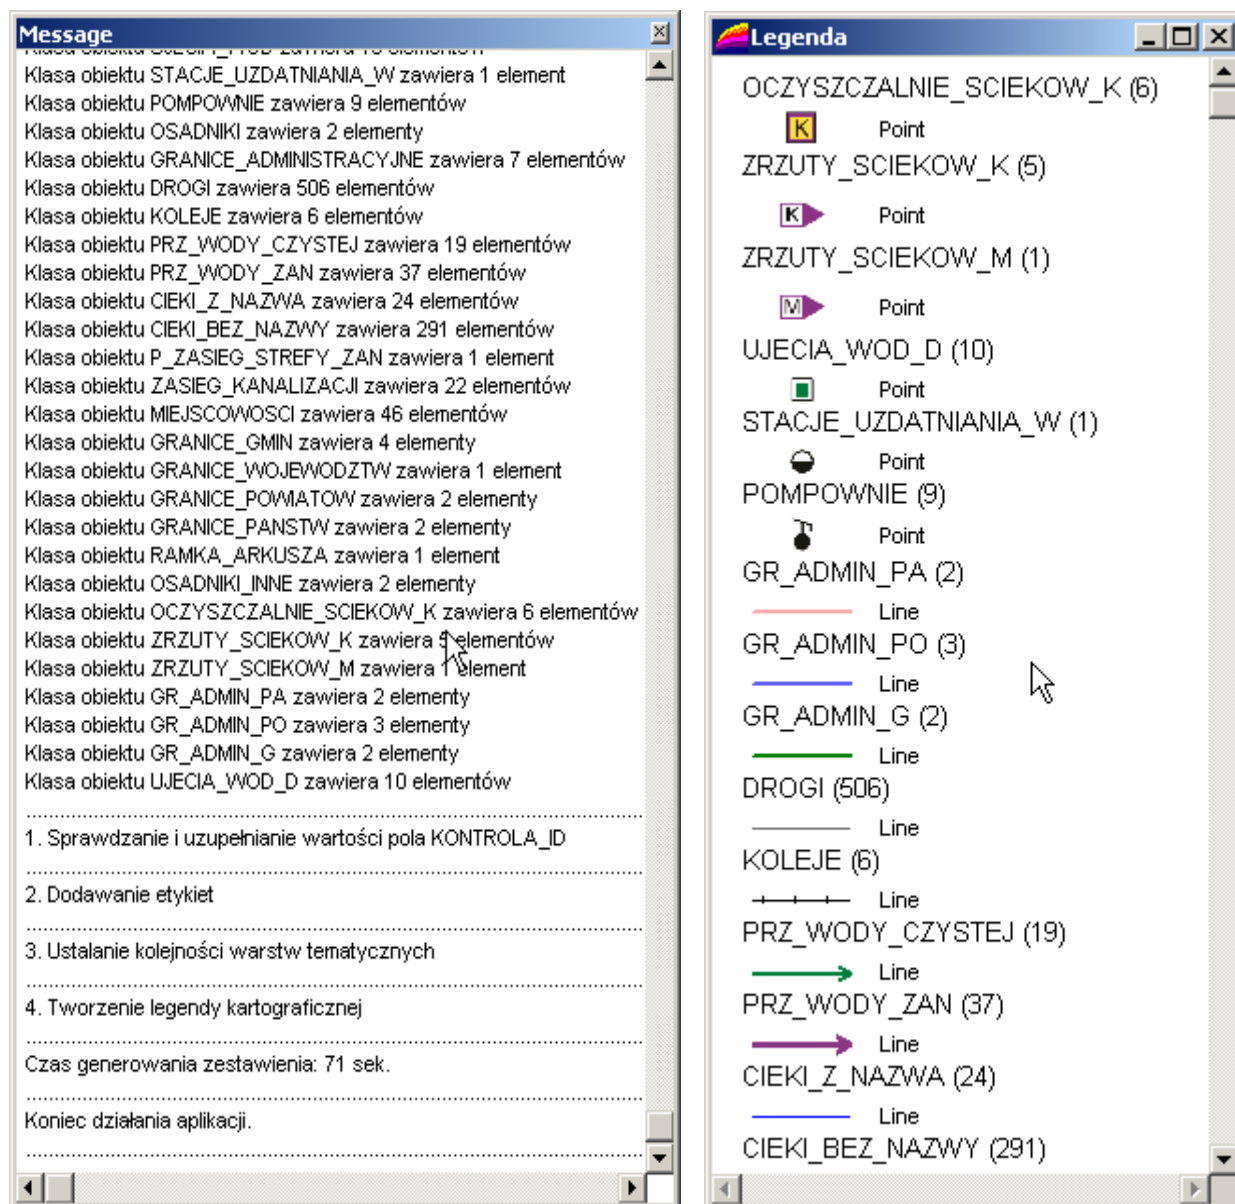 Message
Klasa obiektu STACJE_UZDATNIANIA_W zawiera 1 element
Klasa obiektu POMPOWNIE zawiera 9 elementów
Klasa obiektu OSADNIKI zawiera 2 elementy
Klasa obiektu GRANICE_ADMINISTRACYJNE zawiera 7 elementów
Klasa obiektu DROGI zawiera 506 elementów
Klasa obiektu KOLEJE zawiera 6 elementów
Klasa obiektu PRZ_WODY_CZYSTEJ zawiera 19 elementów
Klasa obiektu PRZ_WODY_ZAN zawiera 37 elementów
Klasa obiektu CIEKI_Z_NAZWA zawiera 24 elementów
Klasa obiektu CIEKI_BEZ_NAZWY zawiera 291 elementów
Klasa obiektu P_ZASIEG_STREFY_ZAN zawiera 1 element
Klasa obiektu ZASIEG_KANALIZACJI zawiera 22 elementów
Klasa obiektu MIEJSCOWOSCI zawiera 46 elementów
Klasa obiektu GRANICE_GMIN zawiera 4 elementy
Klasa obiektu GRANICE_WOJEWODZTW zawiera 1 element
Klasa obiektu GRANICE_POWIATOW zawiera 2 elementy
Klasa obiektu GRANICE_PANSTW zawiera 2 elementy
Klasa obiektu RAMKA_ARKUSZA zawiera 1 element
Klasa obiektu OSADNIKI_INNE zawiera 2 elementy
Klasa obiektu OCZYSZCZALNIE_SCIEKOW_K zawiera 6 elementów
Klasa obiektu ZRZUTY_SCIEKOW_K zawiera 5 elementów
Klasa obiektu ZRZUTY_SCIEKOW_M zawiera 1 element
Klasa obiektu GR_ADMIN_PA zawiera 2 elementy
Klasa obiektu GR_ADMIN_PO zawiera 3 elementy
Klasa obiektu GR_ADMIN_G zawiera 2 elementy
Klasa obiektu UJECIA_WOD_D zawiera 10 elementów
1. Sprawdzanie i uzupełnianie wartości pola KONTROLA_ID
2. Dodawanie etykiet
3. Ustalanie kolejności warstw tematycznych
4. Tworzenie legendy kartograficznej
Czas generowania zestawienia: 71 sek.
Koniec działania aplikacji.
Legenda
OCZYSZCZALNIE_SCIEKOW_K (6)
K Point
ZRZUTY_SCIEKOW_K (5)
K Point
ZRZUTY_SCIEKOW_M (1)
M Point
UJECIA_WOD_D (10)
Point
STACJE_UZDATNIANIA_W (1)
Point
POMPOWNIE (9)
Point
GR_ADMIN_PA (2)
Line
GR_ADMIN_PO (3)
Line
GR_ADMIN_G (2)
Line
DROGI (506)
Line
KOLEJE (6)
Line
PRZ_WODY_CZYSTEJ (19)
Line
PRZ_WODY_ZAN (37)
Line
CIEKI_Z_NAZWA (24)
Line
CIEKI_BEZ_NAZWY (291)